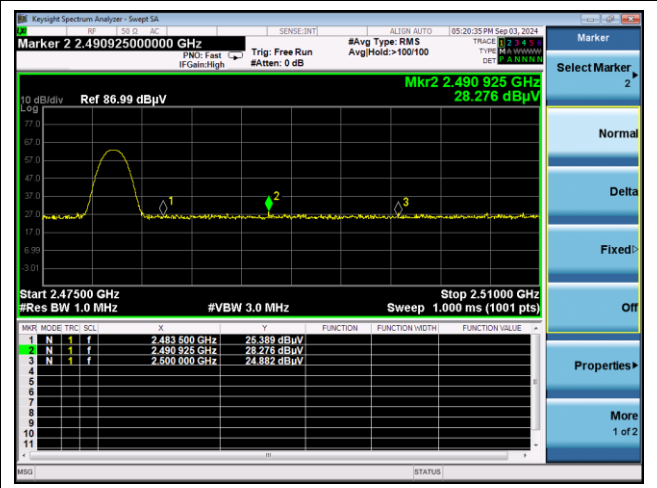 Keysight Spectrum Analyzer - Swept SA
RF 50 Ω AC SENSE:INT ALIGN AUTO 05:20:35 PM Sep 03, 2024
Marker 2 2.490925000000 GHz
PNO: Fast
IFGain:High
Trig: Free Run
#Atten: 0 dB
#Avg Type: RMS
Avg|Hold:>100/100
TRACE 1 2 3 4 5 6
TYPE M A WWWW
DET P A N N N N
Mkr2 2.490 925 GHz
28.276 dBµV
10 dB/div Ref 86.99 dBµV
Log
77.0
67.0
57.0
47.0
37.0
27.0
17.0
6.99
-3.01
1
2
3
Start 2.47500 GHz Stop 2.51000 GHz
#Res BW 1.0 MHz #VBW 3.0 MHz Sweep 1.000 ms (1001 pts)
MKR MODE TRC SCL X Y FUNCTION FUNCTION WIDTH FUNCTION VALUE
1 N 1 f 2.483 500 GHz 25.389 dBµV
2 N 1 f 2.490 925 GHz 28.276 dBµV
3 N 1 f 2.500 000 GHz 24.882 dBµV
4
5
6
7
8
9
10
11
MSG STATUS
Marker
Select Marker
2
Normal
Delta
Fixed
Off
Properties
More
1 of 2